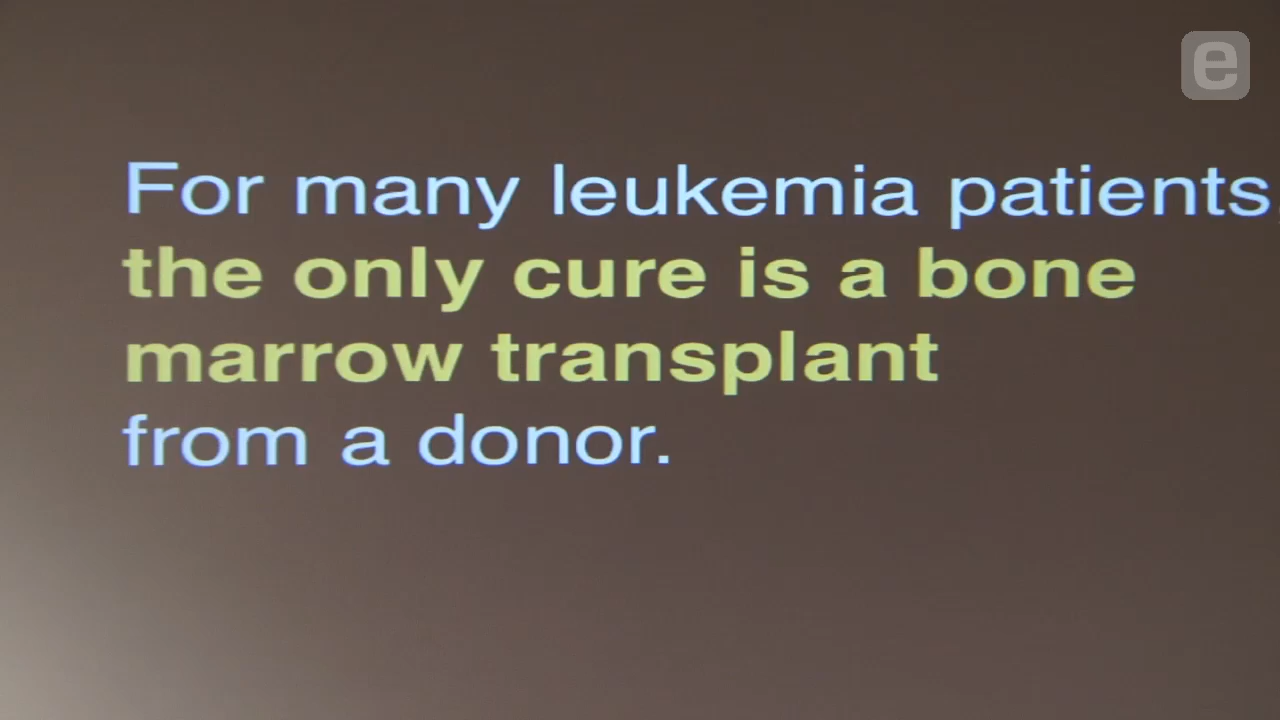 e
For many leukemia patients
the only cure is a bone
marrow transplant
from a donor.